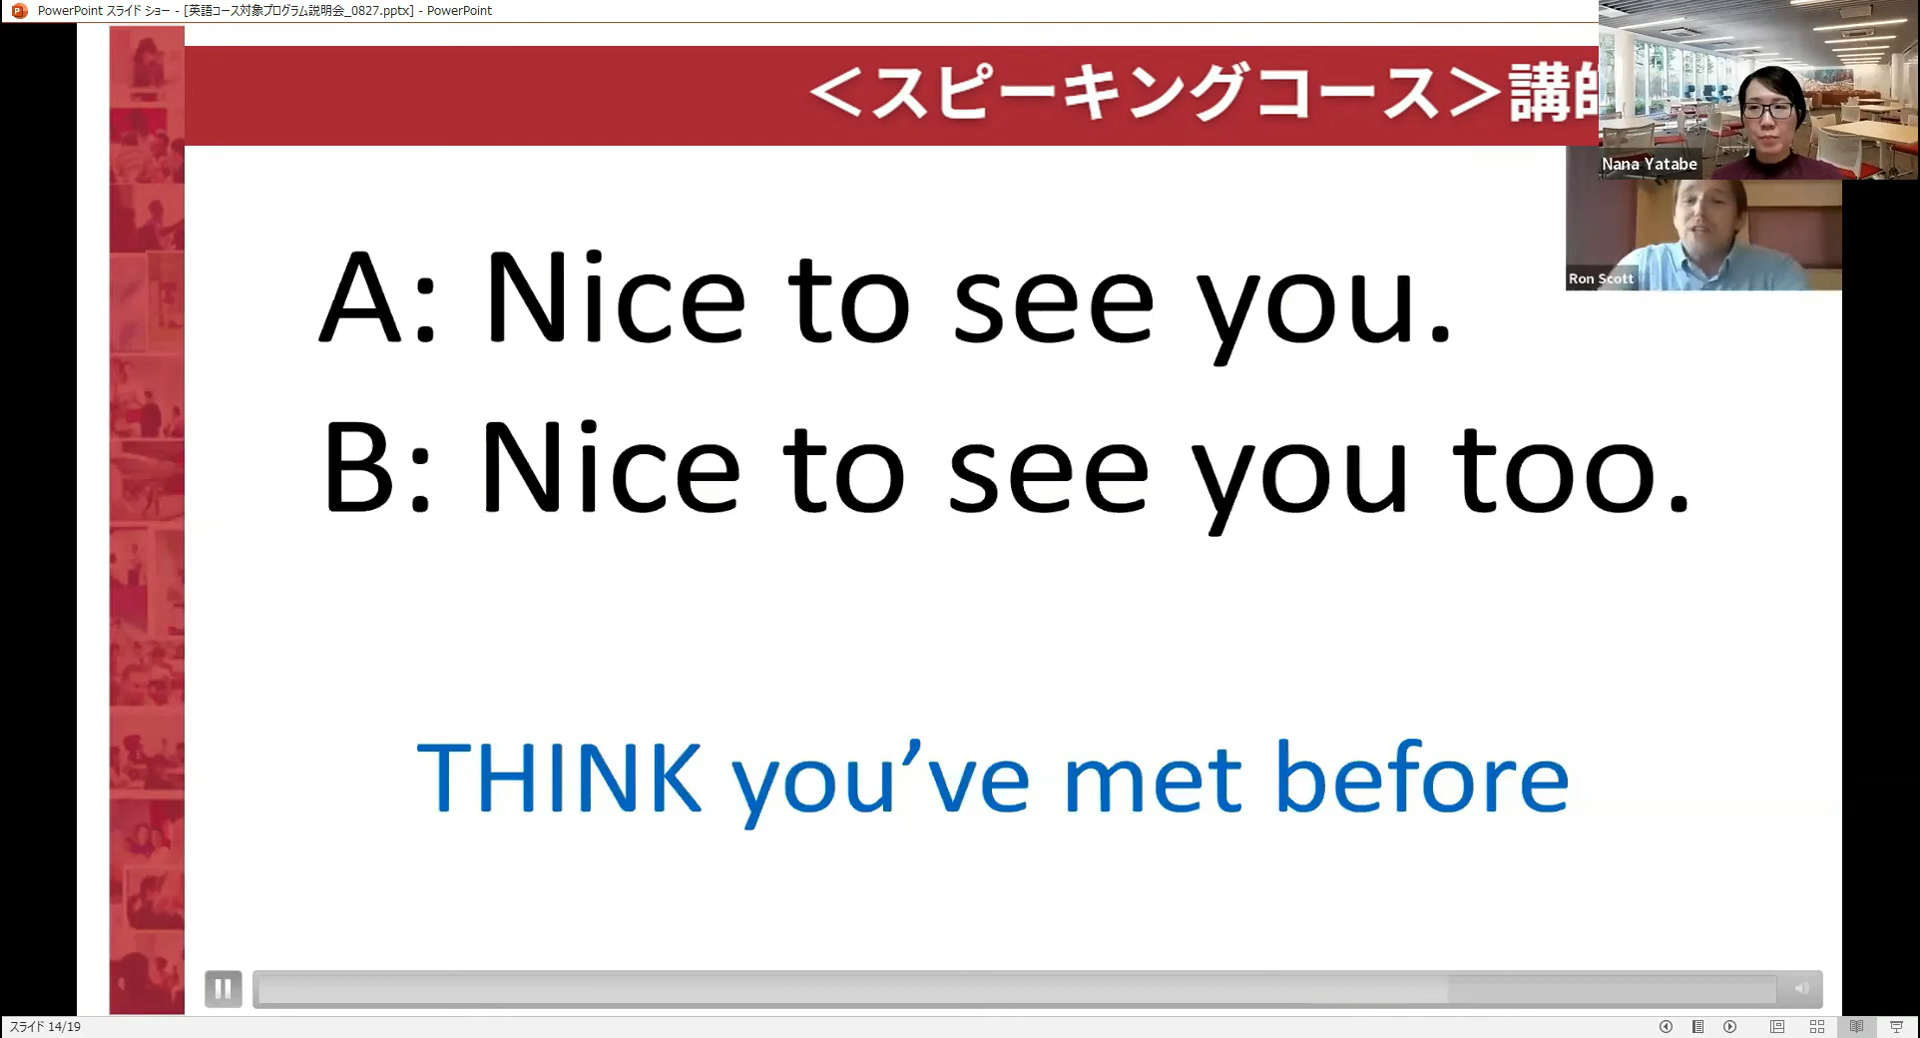 PowerPoint スライド ショー - [英語コース対象プログラム説明会_0827.pptx] - PowerPoint
＜スピーキングコース＞講師
Nana Yatabe
Ron Scott
A: Nice to see you.
B: Nice to see you too.
THINK you’ve met before
スライド 14/19